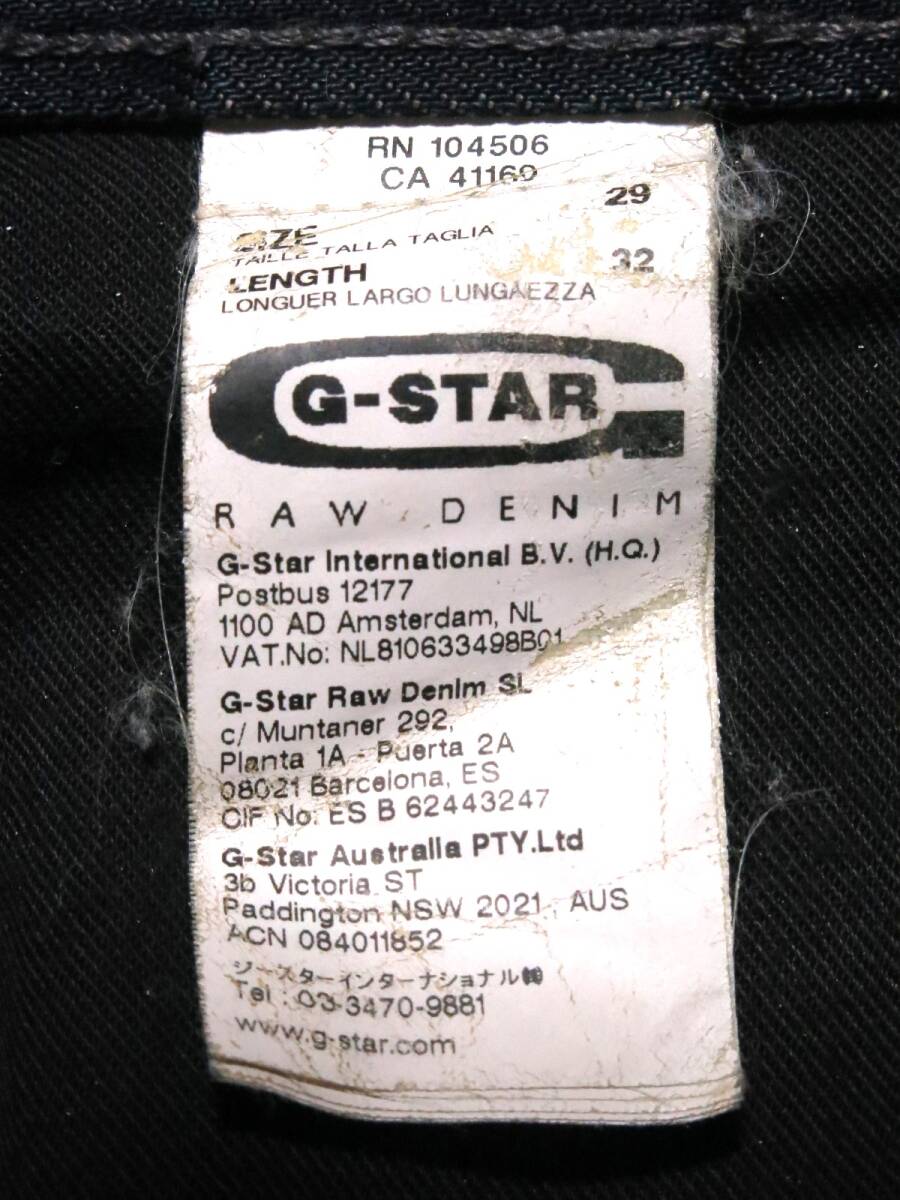 RN 104506
CA 41169
SIZE 29
TAILLE TALLA TAGLIA
LENGTH 32
LONGUER LARGO LUNGAEZZA
G-STAR
RAW DENIM
G-Star International B.V. (H.Q.)
Postbus 12177
1100 AD Amsterdam, NL
VAT.No: NL810633498B01
G-Star Raw Denim SL
c/ Muntaner 292,
Planta 1A - Puerta 2A
08021 Barcelona, ES
CIF No: ES B 62443247
G-Star Australia PTY.Ltd
3b Victoria ST
Paddington NSW 2021, AUS
ACN 084011852
ジースターインターナショナル㈱
Tel : 03-3470-9881
www.g-star.com